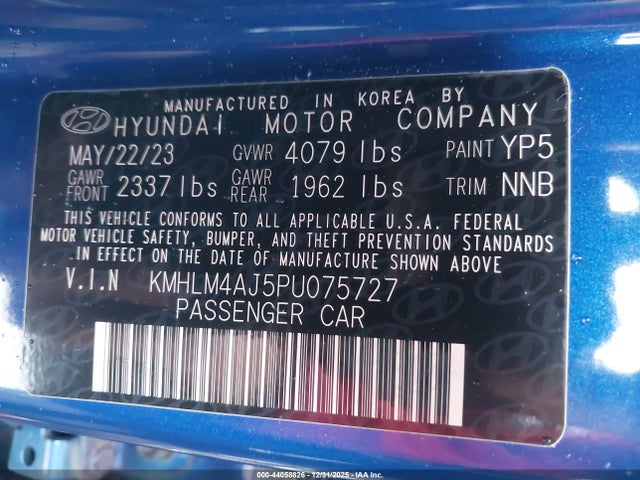 MANUFACTURED IN KOREA BY
HYUNDAI MOTOR COMPANY
MAY/22/23 GVWR 4079 lbs PAINT YP5
GAWR FRONT 2337 lbs GAWR REAR 1962 lbs TRIM NNB
THIS VEHICLE CONFORMS TO ALL APPLICABLE U.S.A. FEDERAL
MOTOR VEHICLE SAFETY, BUMPER, AND THEFT PREVENTION STANDARDS
IN EFFECT ON THE DATE OF MANUFACTURE SHOWN ABOVE.
V.I.N KMHLM4AJ5PU075727
PASSENGER CAR
000-44058826 - 12/31/2025 - IAA Inc.